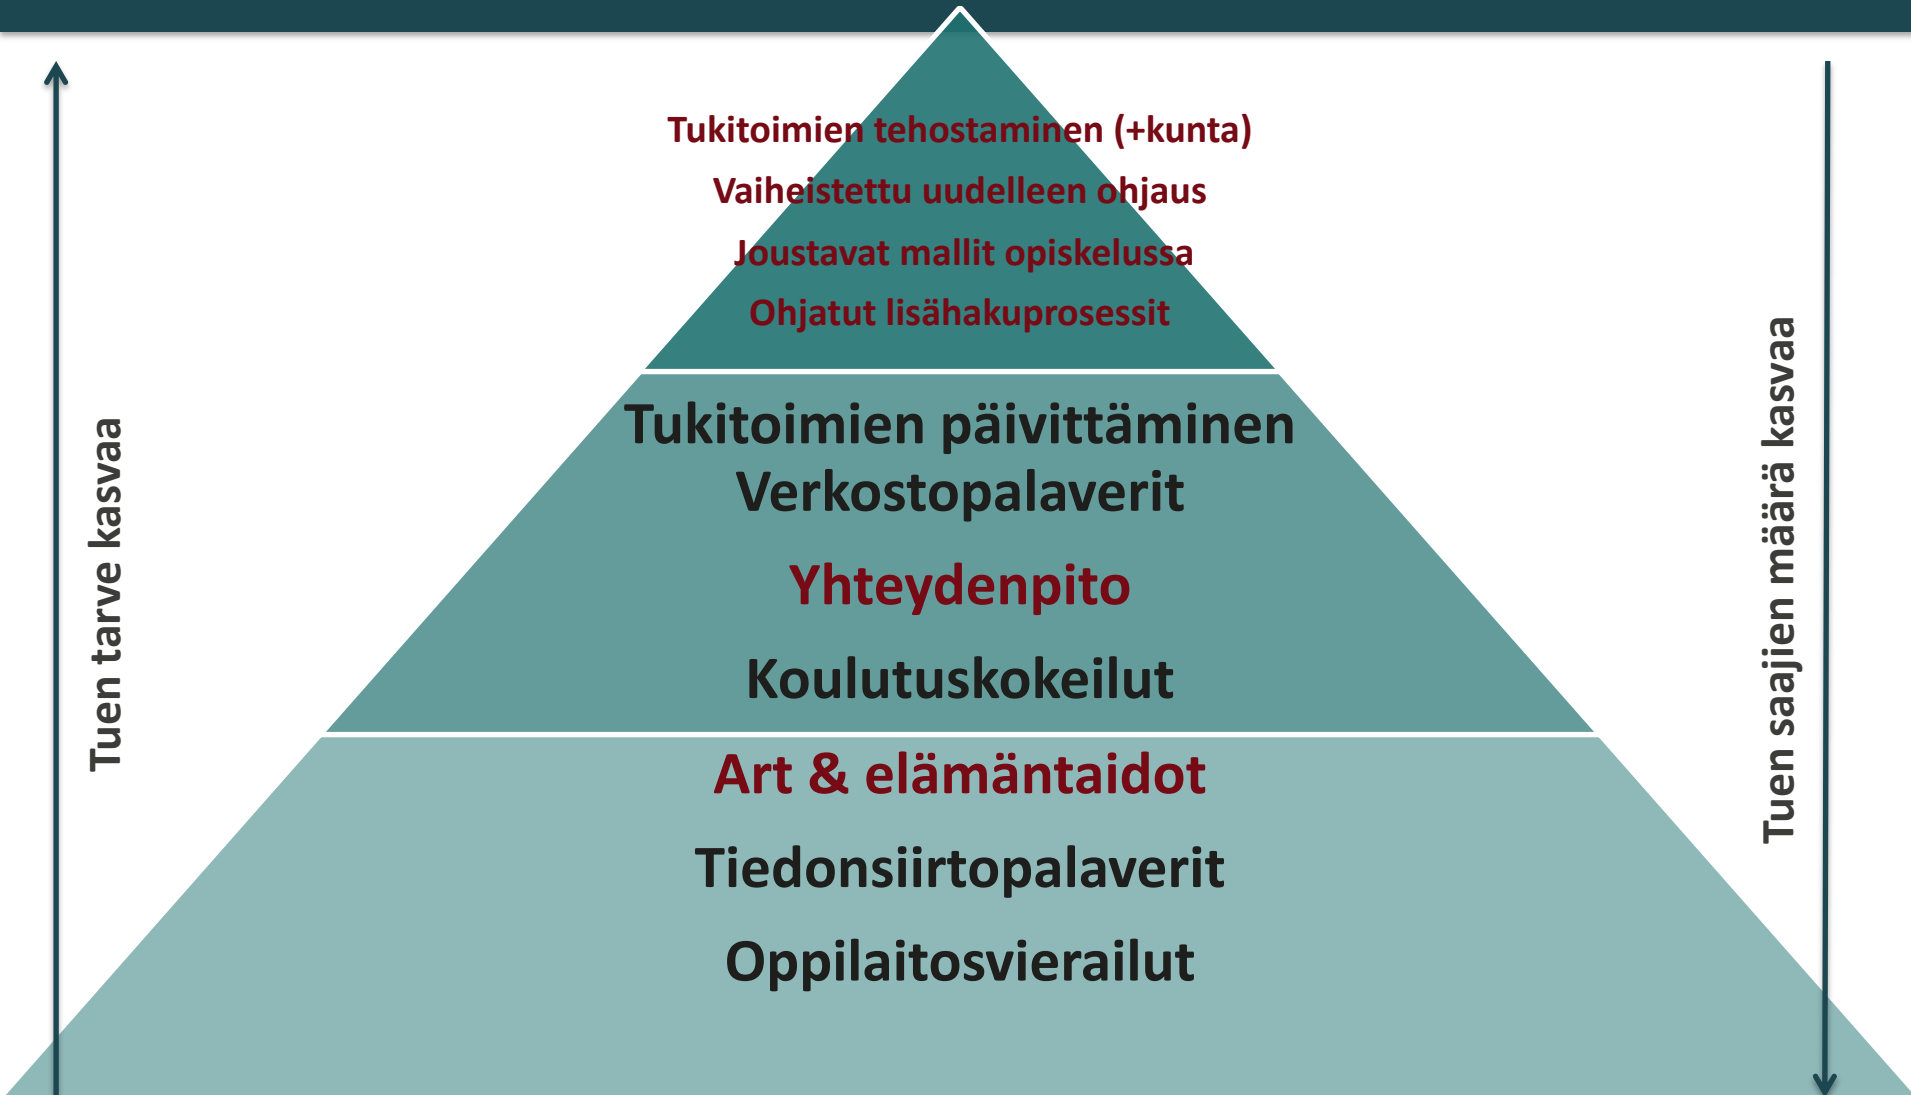 Tukitoimien tehostaminen (+kunta)
Vaiheistettu uudelleen ohjaus
Joustavat mallit opiskelussa
Ohjatut lisähakuprosessit
Tukitoimien päivittäminen
Verkostopalaverit
Yhteydenpito
Koulutuskokeilut
Art & elämäntaidot
Tiedonsiirtopalaverit
Oppilaitosvierailut
Tuen tarve kasvaa
Tuen saajien määrä kasvaa